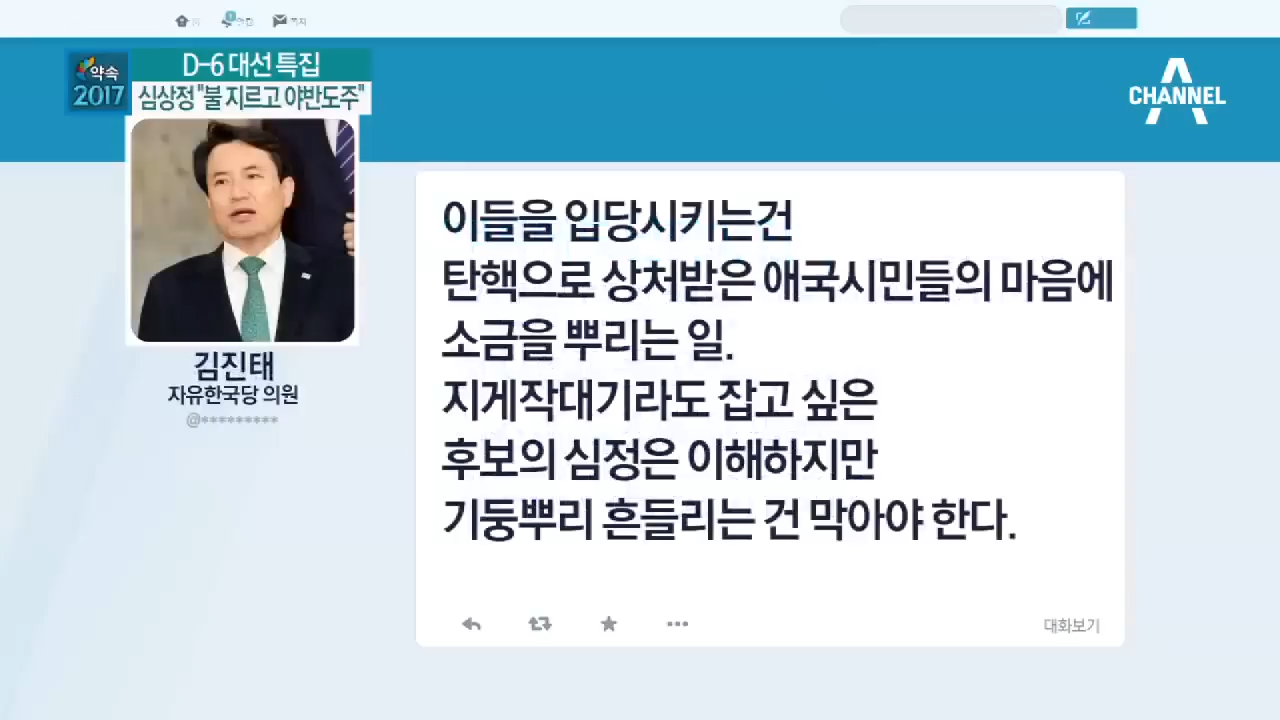 약속
2017
D-6 대선 특집
심상정 "불 지르고 야반도주"
CHANNEL
김진태
자유한국당 의원
@*********
이들을 입당시키는건
탄핵으로 상처받은 애국시민들의 마음에
소금을 뿌리는 일.
지게작대기라도 잡고 싶은
후보의 심정은 이해하지만
기둥뿌리 흔들리는 건 막아야 한다.
대화보기